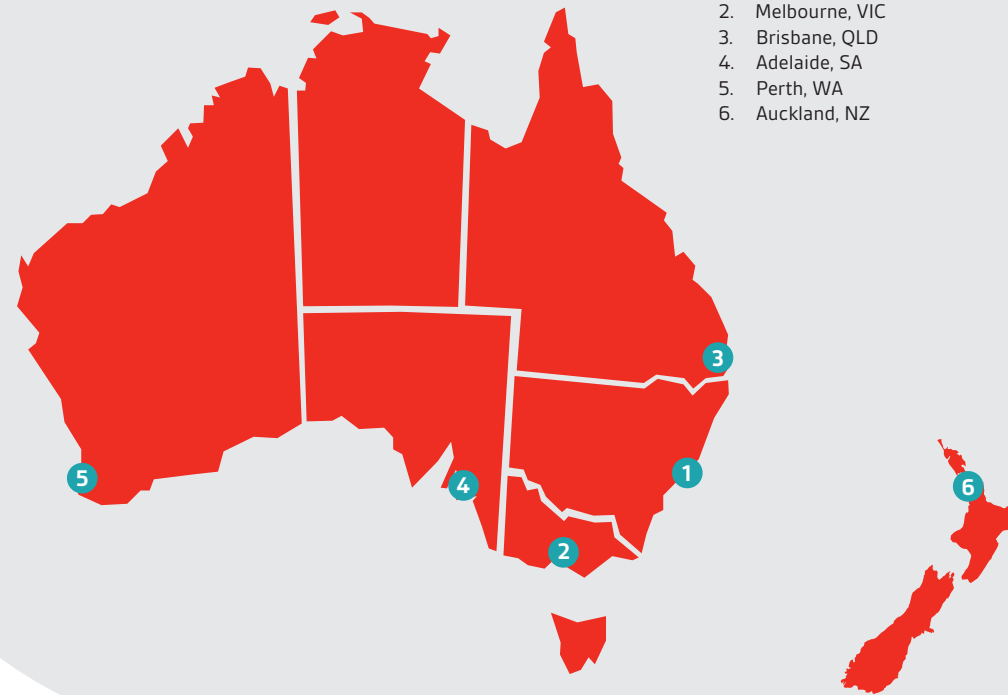 2. Melbourne, VIC
3. Brisbane, QLD
4. Adelaide, SA
5. Perth, WA
6. Auckland, NZ
3
5
4
1
6
2